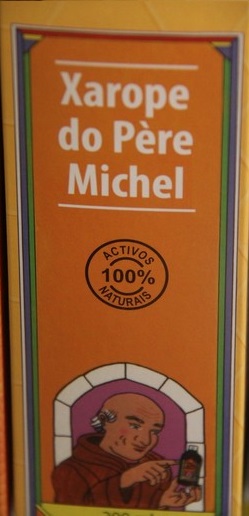 Xarope
do Père
Michel
ACTIVOS
100%
NATURAIS